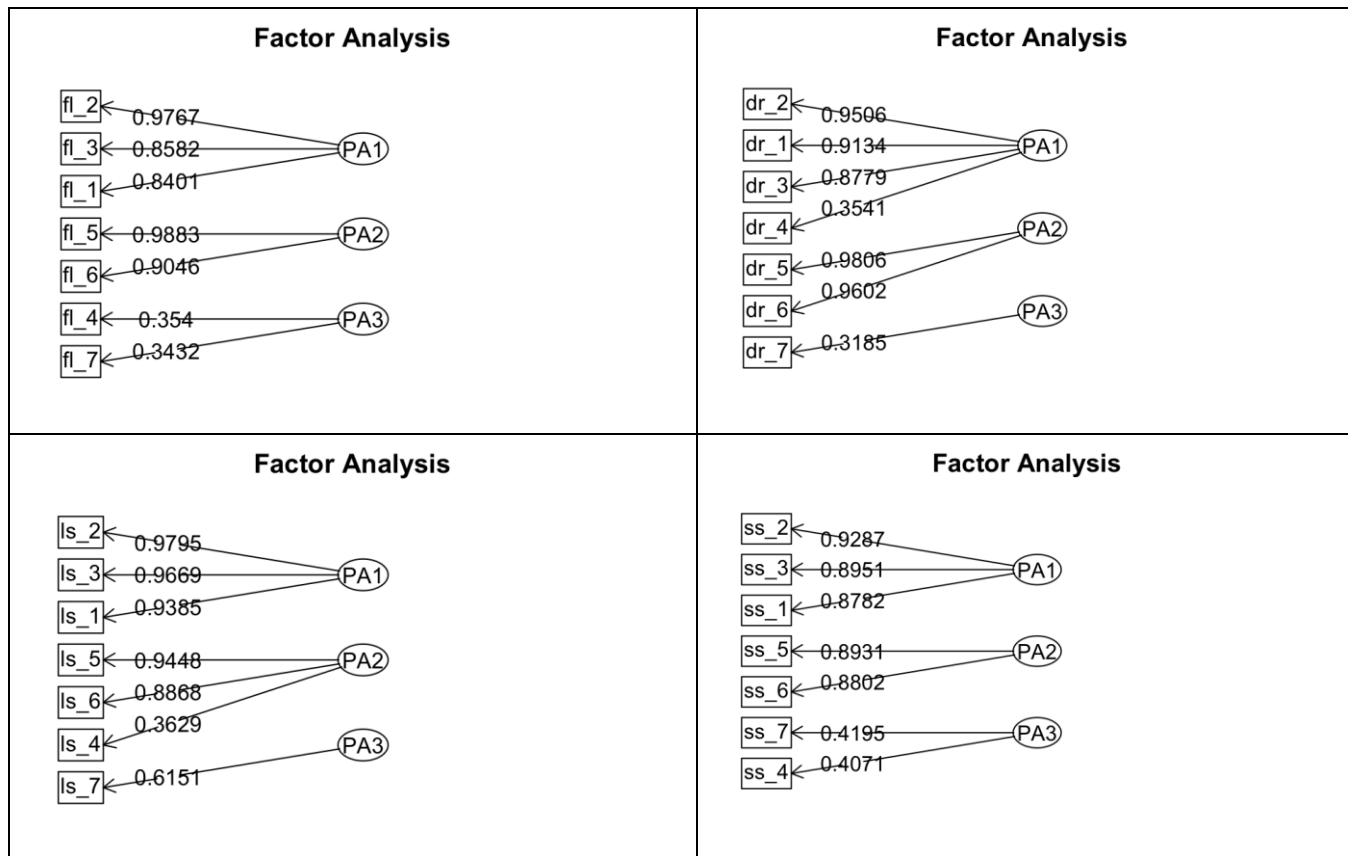 Factor Analysis
fl_2
0.9767
fl_3
0.8582
PA1
fl_1
0.8401
fl_5
0.9883
PA2
fl_6
0.9046
fl_4
0.354
PA3
fl_7
0.3432
Factor Analysis
dr_2
0.9506
dr_1
0.9134
PA1
dr_3
0.8779
dr_4
0.3541
PA2
dr_5
0.9806
dr_6
0.9602
PA3
dr_7
0.3185
Factor Analysis
ls_2
0.9795
ls_3
0.9669
PA1
ls_1
0.9385
ls_5
0.9448
PA2
ls_6
0.8868
ls_4
0.3629
PA3
ls_7
0.6151
Factor Analysis
ss_2
0.9287
ss_3
0.8951
PA1
ss_1
0.8782
ss_5
0.8931
PA2
ss_6
0.8802
ss_7
0.4195
PA3
ss_4
0.4071